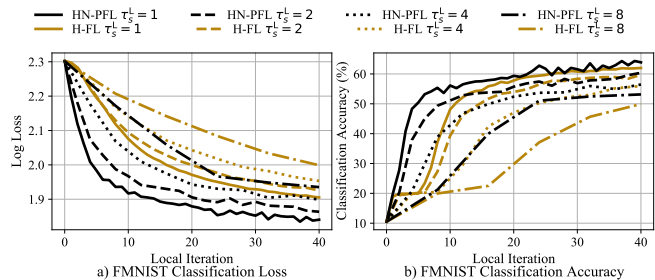 HN-PFL τ_s^L = 1 HN-PFL τ_s^L = 2 HN-PFL τ_s^L = 4 HN-PFL τ_s^L = 8
H-FL τ_s^L = 1 H-FL τ_s^L = 2 H-FL τ_s^L = 4 H-FL τ_s^L = 8
Log Loss
2.3
2.2
2.1
2.0
1.9
0 10 20 30 40
Local Iteration
a) FMNIST Classification Loss
Classification Accuracy (%)
60
50
40
30
20
10
0 10 20 30 40
Local Iteration
b) FMNIST Classification Accuracy